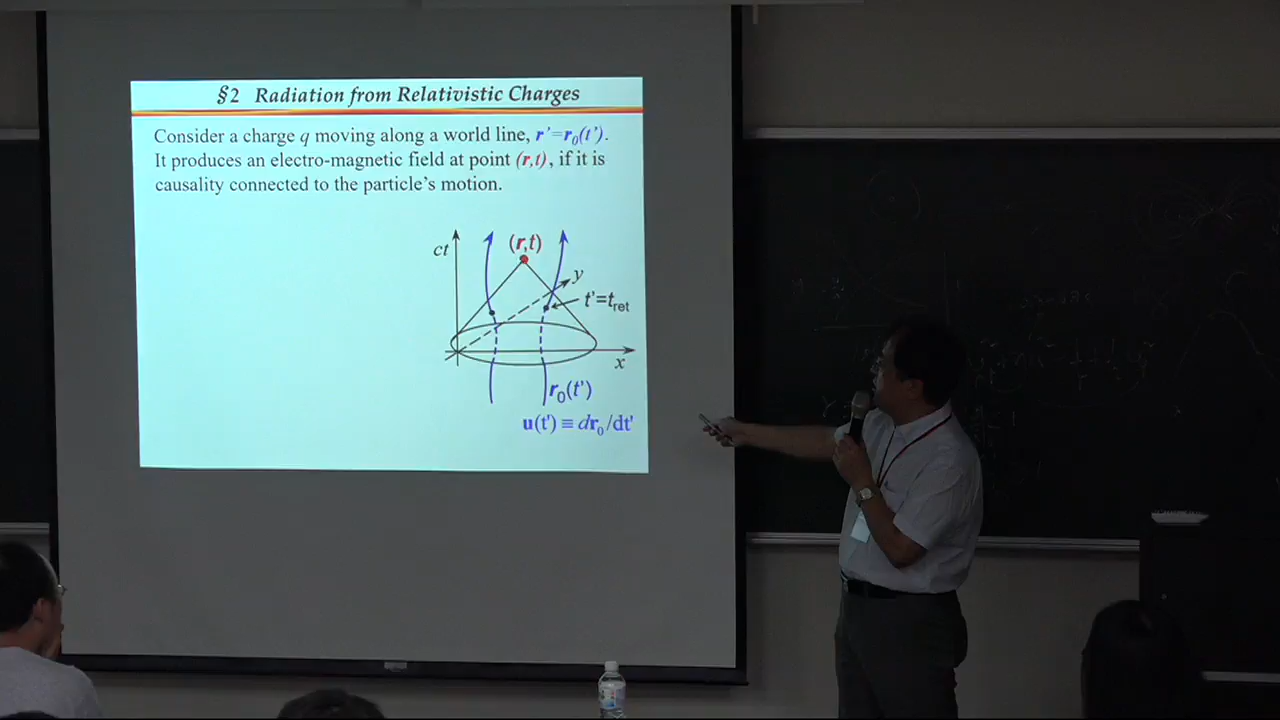 §2 Radiation from Relativistic Charges
Consider a charge q moving along a world line, r'=r₀(t').
It produces an electro-magnetic field at point (r,t), if it is
causality connected to the particle's motion.
ct
(r,t)
y
t'=t_ret
x
r₀(t')
u(t') ≡ dr₀/dt'